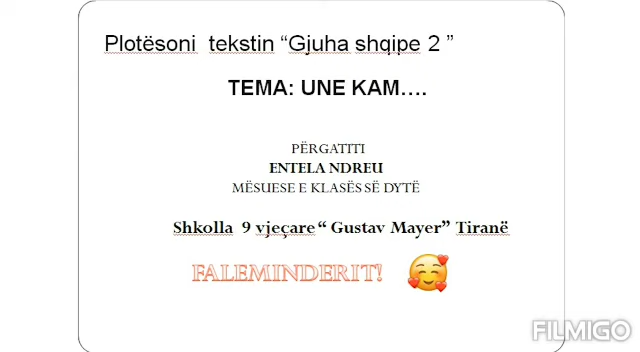 Plotësoni tekstin “Gjuha shqipe 2 ”
TEMA: UNE KAM….
PËRGATITI
ENTELA NDREU
MËSUESE E KLASËS SË DYTË
Shkolla 9 vjeçare “ Gustav Mayer” Tiranë
FALEMINDERIT!
FILMIGO